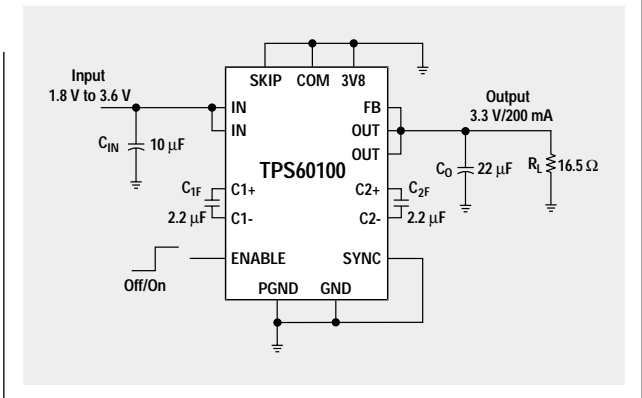 SKIP COM 3V8
Input
1.8 V to 3.6 V
IN
IN
FB
OUT
OUT
Output
3.3 V/200 mA
CIN
10 μF
TPS60100
CO
22 μF
RL
16.5 Ω
C1F
2.2 μF
C1+
C1-
C2+
C2-
C2F
2.2 μF
ENABLE
SYNC
Off/On
PGND GND